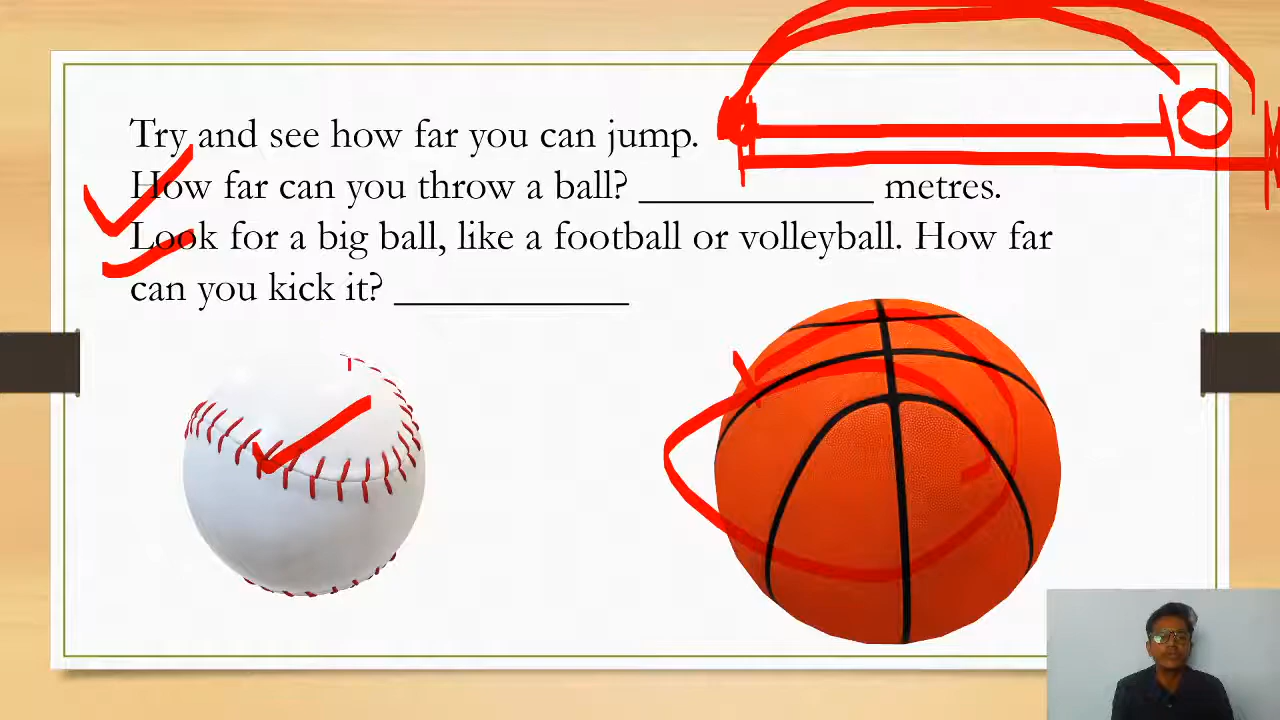 Try and see how far you can jump.
How far can you throw a ball? ____________ metres.
Look for a big ball, like a football or volleyball. How far
can you kick it? ____________